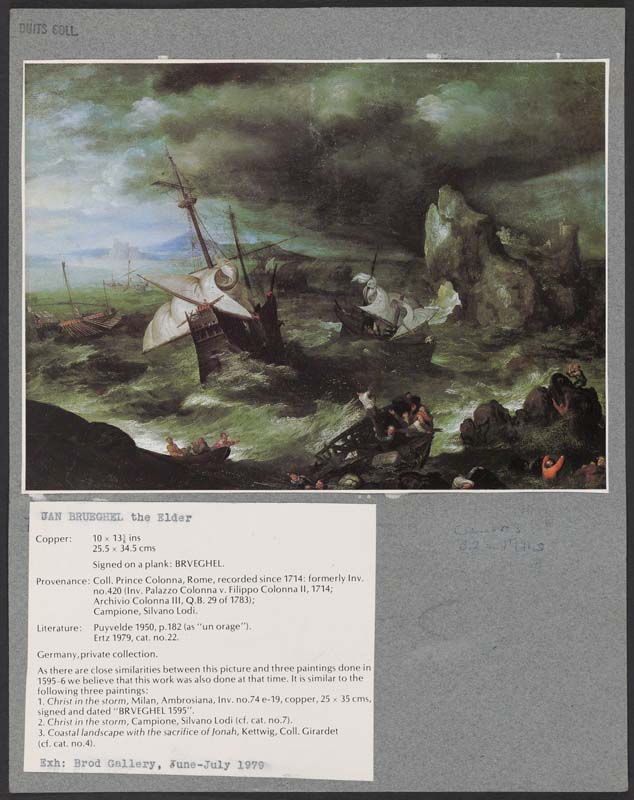 DUITS COLL.
JAN BRUEGHEL the Elder
Copper: 10 × 13½ ins
25.5 × 34.5 cms
Signed on a plank: BRVEGHEL.
Provenance: Coll. Prince Colonna, Rome, recorded since 1714: formerly Inv.
no.420 (Inv. Palazzo Colonna v. Filippo Colonna II, 1714;
Archivio Colonna III, Q.B. 29 of 1783);
Campione, Silvano Lodi.
Literature: Puyvelde 1950, p.182 (as "un orage").
Ertz 1979, cat. no.22.
Germany, private collection.
As there are close similarities between this picture and three paintings done in
1595-6 we believe that this work was also done at that time. It is similar to the
following three paintings:
1. Christ in the storm, Milan, Ambrosiana, Inv. no.74 e-19, copper, 25 × 35 cms,
signed and dated "BRVEGHEL 1595".
2. Christ in the storm, Campione, Silvano Lodi (cf. cat. no.7).
3. Coastal landscape with the sacrifice of Jonah, Kettwig, Coll. Girardet
(cf. cat. no.4).
Exh: Brod Gallery, June-July 1979